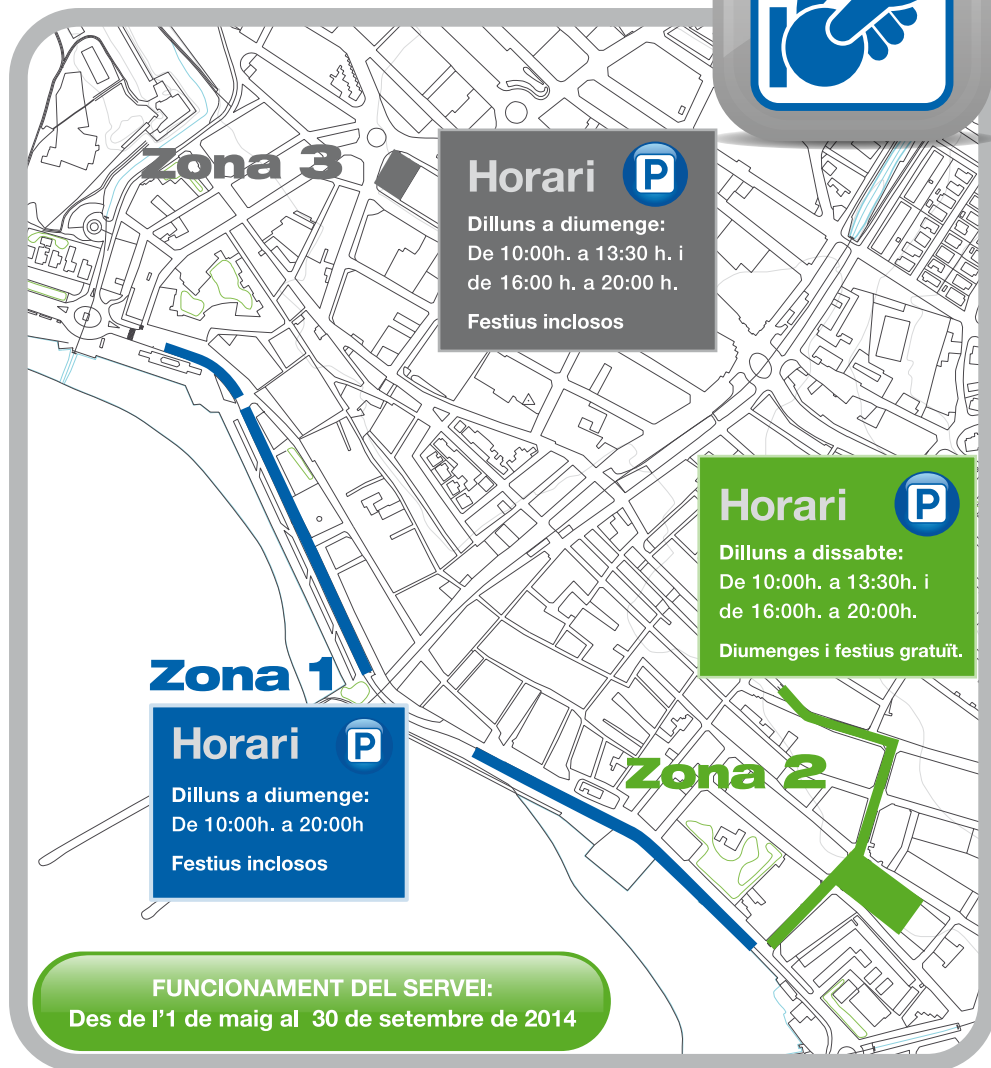 Zona 3
Horari P
Dilluns a diumenge:
De 10:00h. a 13:30 h. i
de 16:00 h. a 20:00 h.
Festius inclosos
Horari P
Dilluns a dissabte:
De 10:00h. a 13:30h. i
de 16:00h. a 20:00h.
Diumenges i festius gratuït.
Zona 1
Horari P
Dilluns a diumenge:
De 10:00h. a 20:00h
Festius inclosos
Zona 2
FUNCIONAMENT DEL SERVEI:
Des de l'1 de maig al 30 de setembre de 2014